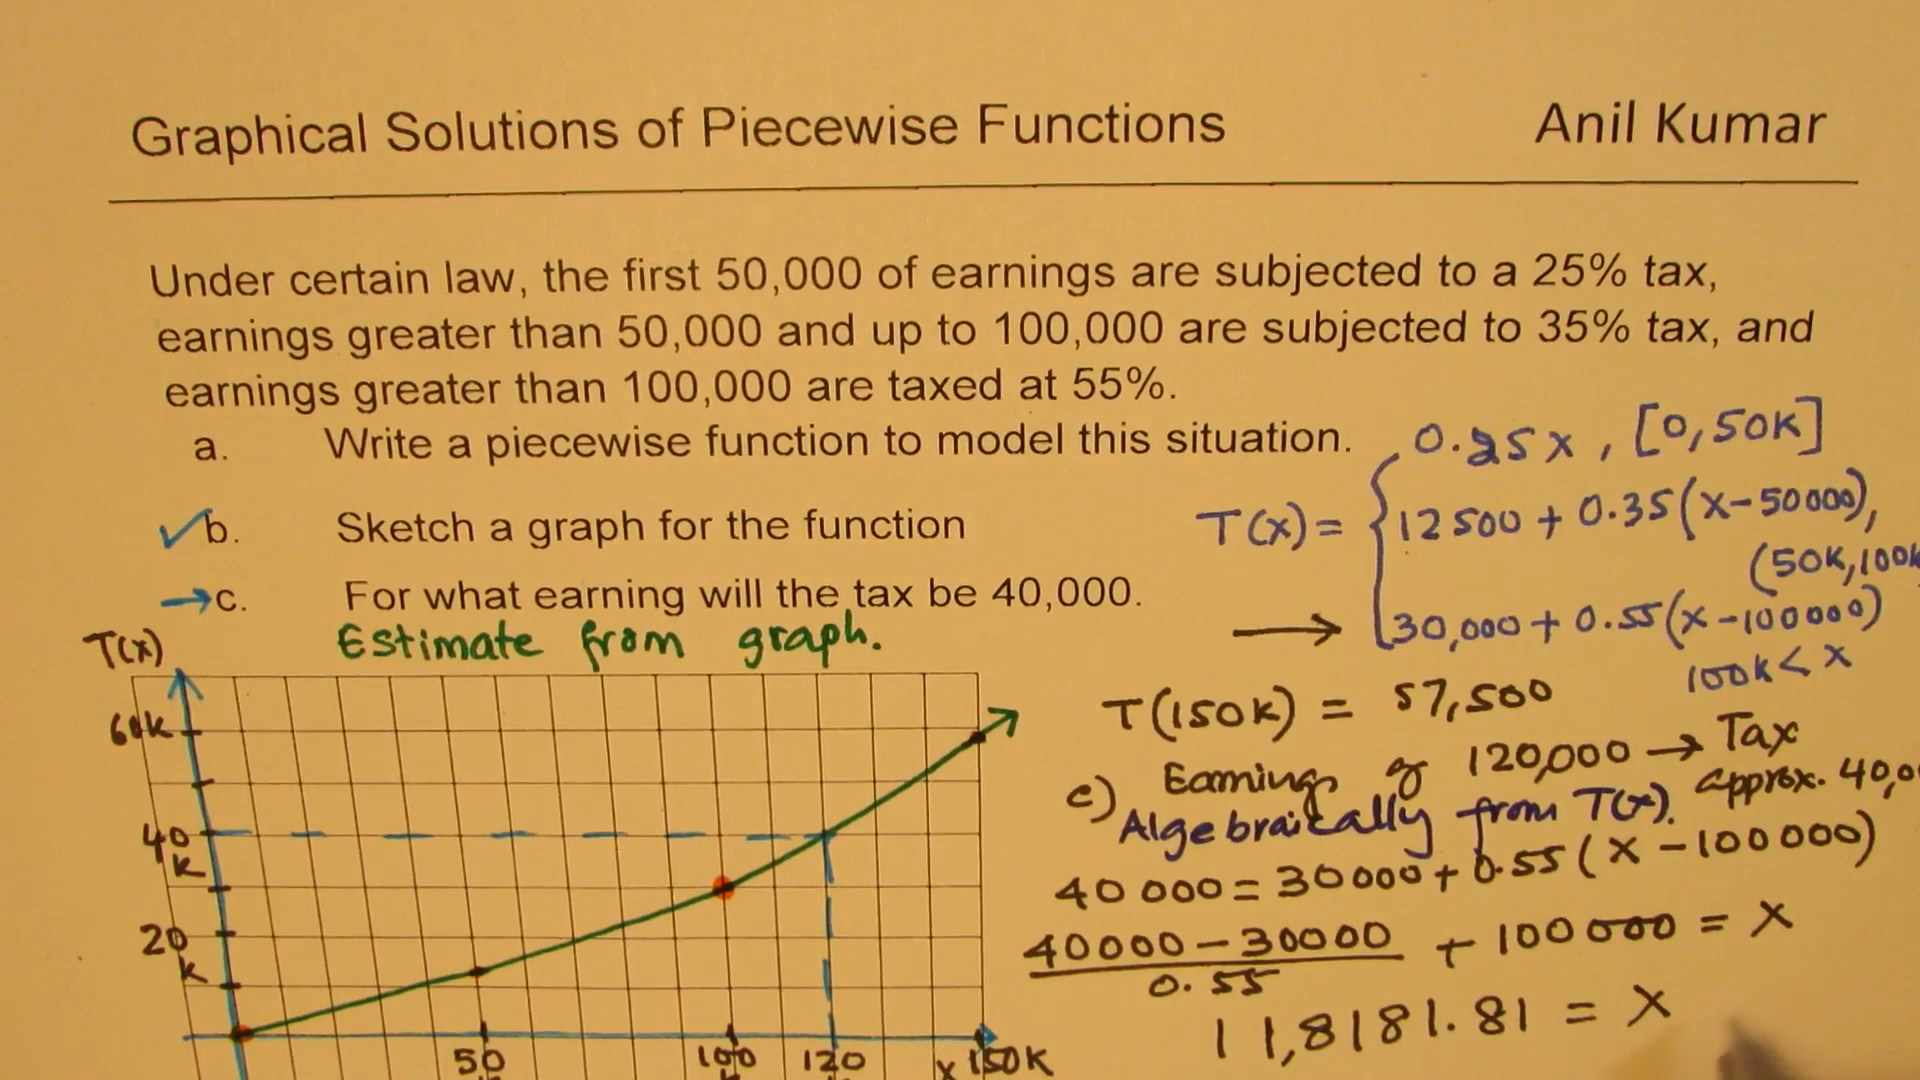 Graphical Solutions of Piecewise Functions Anil Kumar
Under certain law, the first 50,000 of earnings are subjected to a 25% tax,
earnings greater than 50,000 and up to 100,000 are subjected to 35% tax, and
earnings greater than 100,000 are taxed at 55%.
a. Write a piecewise function to model this situation.
✓b. Sketch a graph for the function
→c. For what earning will the tax be 40,000.
Estimate from graph.
T(x) =
0.25x, [0,50K]
12500 + 0.35(x-50000),
(50K,100K
→ 30,000 + 0.55(x-100000)
100K < x
T(150K) = 57,500
c) Earnings of 120,000 → Tax
approx. 40,0
Algebraically from T(x).
40000 = 30000 + 0.55(x-100000)
40000 - 30000
0.55
+ 100000 = x
11,8181.81 = x
T(x)
60K
40
K
20
K
50
100
120
x 150K